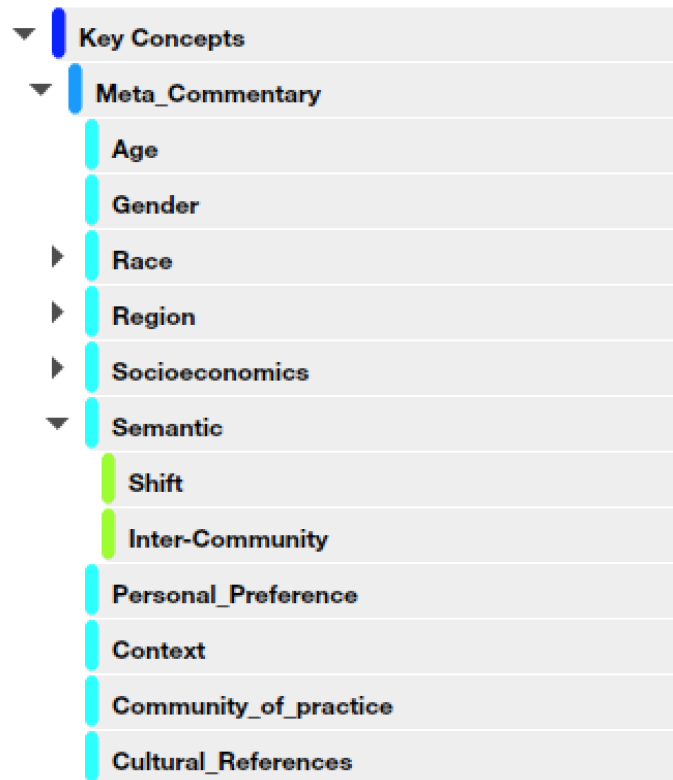 Key Concepts
Meta_Commentary
Age
Gender
Race
Region
Socioeconomics
Semantic
Shift
Inter-Community
Personal_Preference
Context
Community_of_practice
Cultural_References